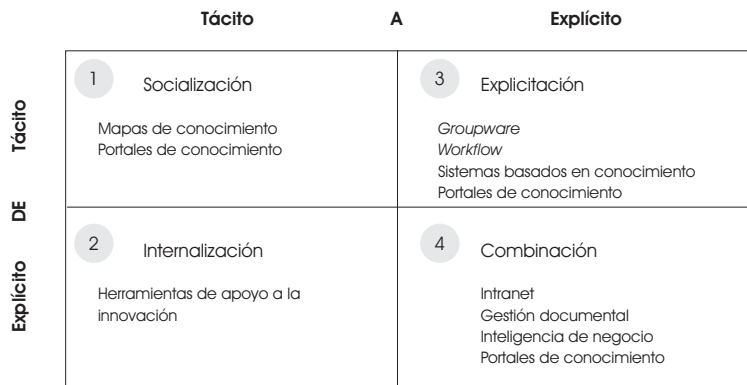 Tácito A Explícito
Tácito
DE
Explícito
1 Socialización
Mapas de conocimiento
Portales de conocimiento
3 Explicitación
Groupware
Workflow
Sistemas basados en conocimiento
Portales de conocimiento
2 Internalización
Herramientas de apoyo a la
innovación
4 Combinación
Intranet
Gestión documental
Inteligencia de negocio
Portales de conocimiento